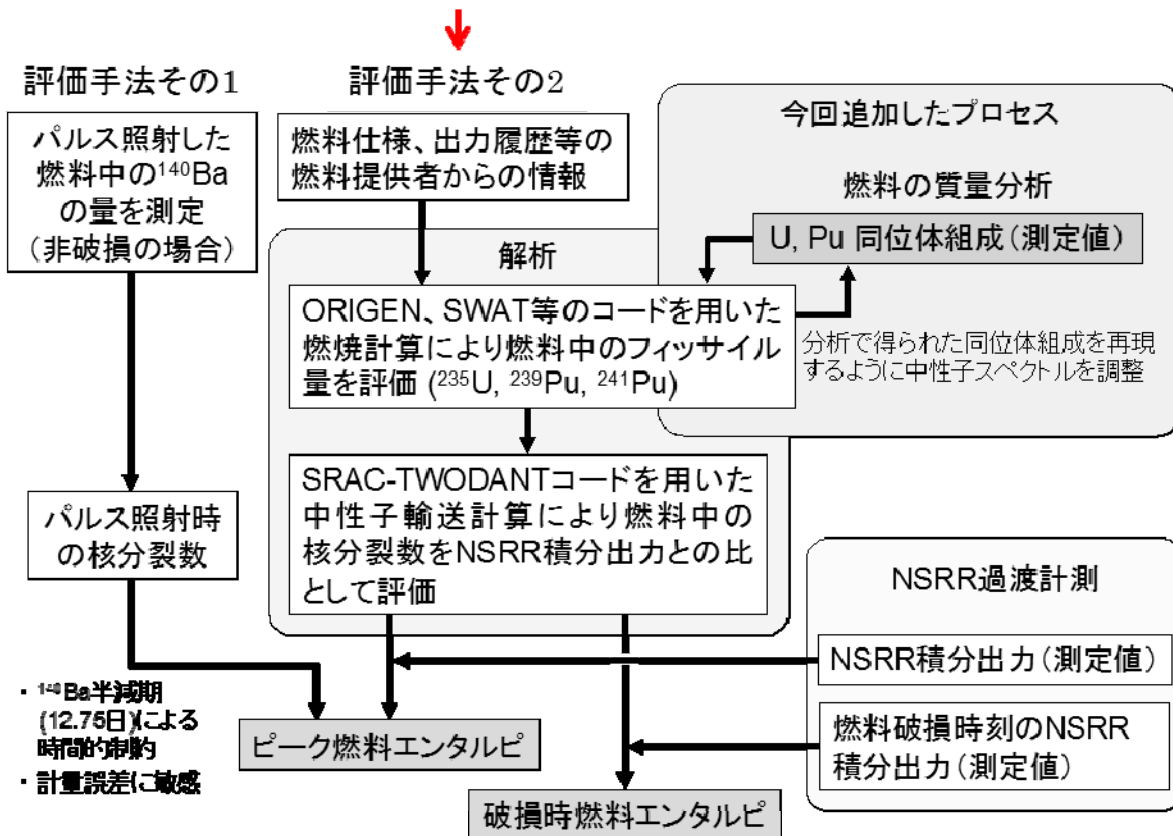 評価手法その1
パルス照射した
燃料中の¹⁴⁰Ba
の量を測定
(非破損の場合)
パルス照射時
の核分裂数
・¹⁴⁰Ba半減期
(12.75日)による
時間的制約
・計量誤差に敏感
評価手法その2
燃料仕様、出力履歴等の
燃料提供者からの情報
解析
ORIGEN、SWAT等のコードを用いた
燃焼計算により燃料中のフィッサイル
量を評価 (²³⁵U, ²³⁹Pu, ²⁴¹Pu)
SRAC-TWODANTコードを用いた
中性子輸送計算により燃料中の
核分裂数をNSRR積分出力との比
として評価
今回追加したプロセス
燃料の質量分析
U, Pu 同位体組成(測定値)
分析で得られた同位体組成を再現
するように中性子スペクトルを調整
NSRR過渡計測
NSRR積分出力(測定値)
燃料破損時刻のNSRR
積分出力(測定値)
ピーク燃料エンタルピ
破損時燃料エンタルピ